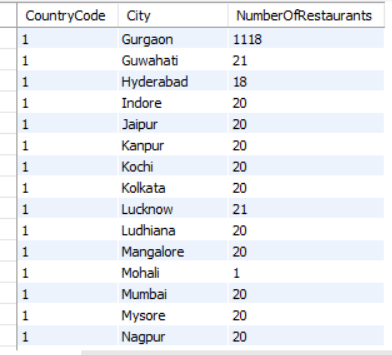 CountryCode City NumberOfRestaurants
1 Gurgaon 1118
1 Guwahati 21
1 Hyderabad 18
1 Indore 20
1 Jaipur 20
1 Kanpur 20
1 Kochi 20
1 Kolkata 20
1 Lucknow 21
1 Ludhiana 20
1 Mangalore 20
1 Mohali 1
1 Mumbai 20
1 Mysore 20
1 Nagpur 20